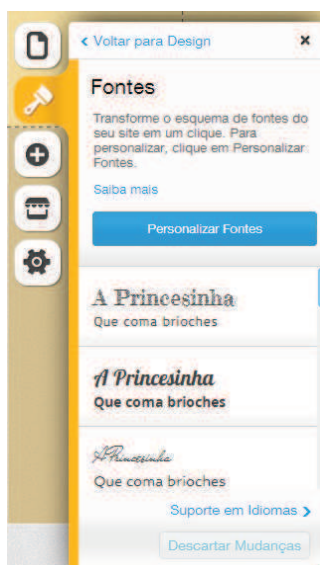 Voltar para Design
Fontes
Transforme o esquema de fontes do
seu site em um clique. Para
personalizar, clique em Personalizar
Fontes.
Saiba mais
Personalizar Fontes
A Princesinha
Que coma brioches
A Princesinha
Que coma brioches
A Princesinha
Que coma brioches
Suporte em Idiomas
Descartar Mudanças